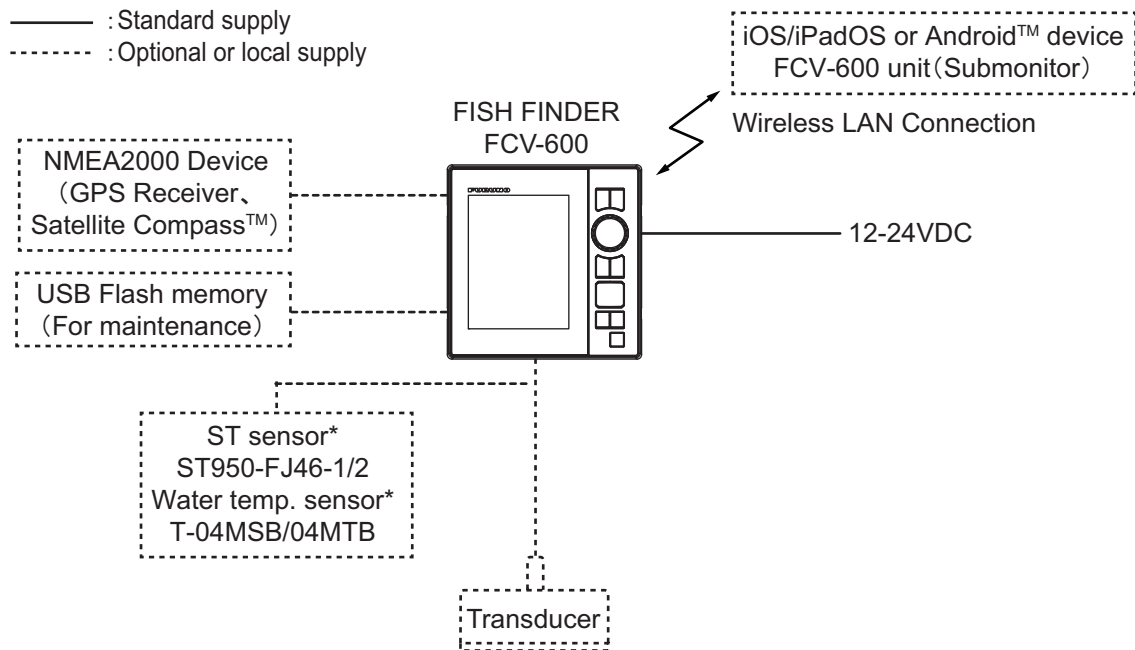 : Standard supply
: Optional or local supply
iOS/iPadOS or Android™ device
FCV-600 unit（Submonitor）
Wireless LAN Connection
FISH FINDER
FCV-600
FURUNO
NMEA2000 Device
（GPS Receiver、
Satellite Compass™）
12-24VDC
USB Flash memory
（For maintenance）
ST sensor*
ST950-FJ46-1/2
Water temp. sensor*
T-04MSB/04MTB
Transducer